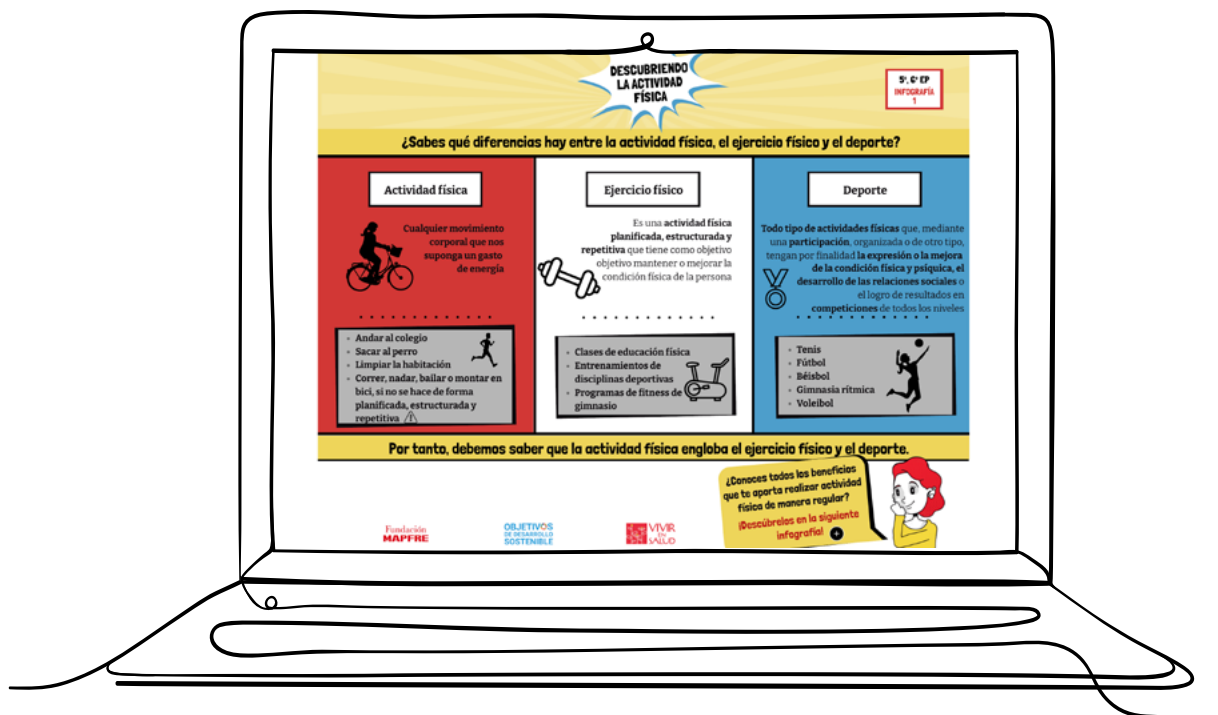 DESCUBRIENDO
LA ACTIVIDAD
FÍSICA
5º, 6º EP
INFOGRAFÍA
1
¿Sabes qué diferencias hay entre la actividad física, el ejercicio físico y el deporte?
Actividad física
Cualquier movimiento
corporal que nos
suponga un gasto
de energía
Andar al colegio
Sacar al perro
Limpiar la habitación
Correr, nadar, bailar o montar en
bici, si no se hace de forma
planificada, estructurada y
repetitiva
Ejercicio físico
Es una actividad física
planificada, estructurada y
repetitiva que tiene como objetivo
objetivo mantener o mejorar la
condición física de la persona
Clases de educación física
Entrenamientos de
disciplinas deportivas
Programas de fitness de
gimnasio
Deporte
Todo tipo de actividades físicas que, mediante
una participación, organizada o de otro tipo,
tengan por finalidad la expresión o la mejora
de la condición física y psíquica, el
desarrollo de las relaciones sociales o
el logro de resultados en
competiciones de todos los niveles
Tenis
Fútbol
Béisbol
Gimnasia rítmica
Voleibol
Por tanto, debemos saber que la actividad física engloba el ejercicio físico y el deporte.
¿Conoces todos los beneficios
que te aporta realizar actividad
física de manera regular?
¡Descúbrelos en la siguiente
infografía!
Fundación
MAPFRE
OBJETIVOS
DE DESARROLLO
SOSTENIBLE
VIVIR
EN
SALUD